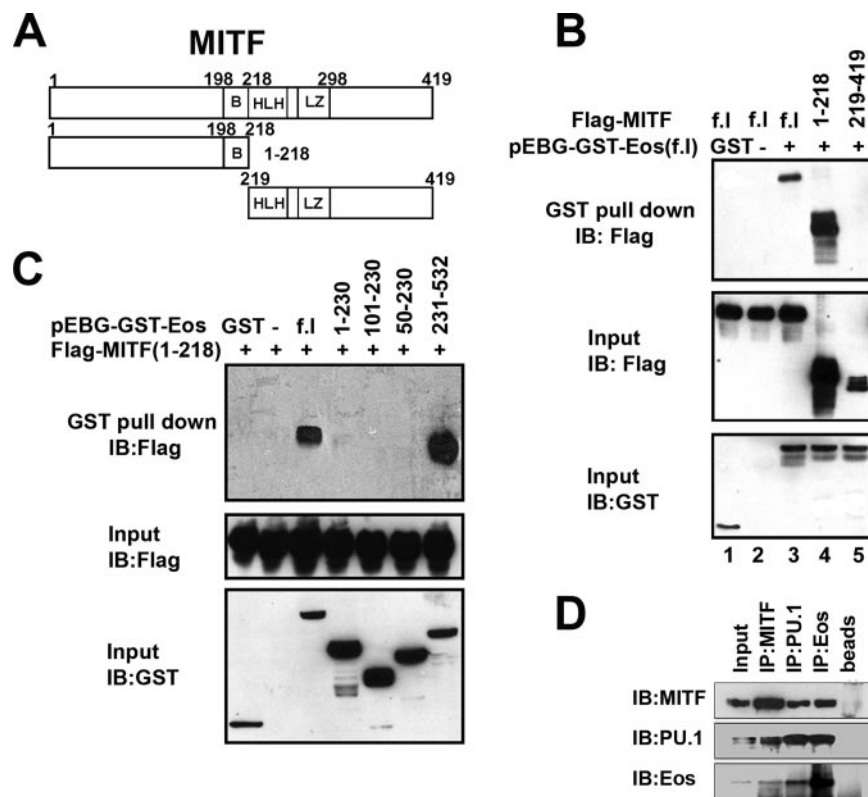 A
MITF
1 198 218 298 419
B HLH LZ
1 198 218
B 1-218
219 419
HLH LZ
B
Flag-MITF f.l f.l f.l 1-218 219-419
pEBG-GST-Eos(f.l) GST - + + +
GST pull down
IB: Flag
Input
IB: Flag
Input
IB:GST
1 2 3 4 5
C
pEBG-GST-Eos GST - f.l 1-230 101-230 50-230 231-532
Flag-MITF(1-218) + + + + + + +
GST pull down
IB:Flag
Input
IB:Flag
Input
IB:GST
D
Input IP:MITF IP:PU.1 IP:Eos beads
IB:MITF
IB:PU.1
IB:Eos